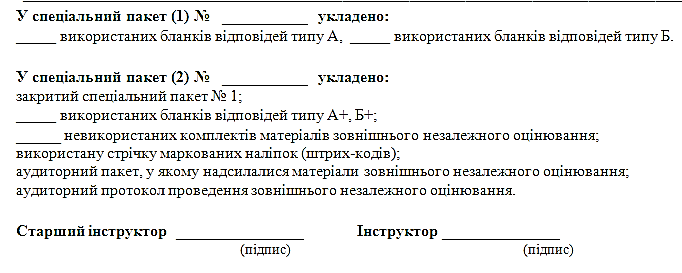 У спеціальний пакет (1) № ___________ укладено:
_____ використаних бланків відповідей типу А, _____ використаних бланків відповідей типу Б.
У спеціальний пакет (2) № ___________ укладено:
закритий спеціальний пакет № 1;
_____ використаних бланків відповідей типу А+, Б+;
______ невикористаних комплектів матеріалів зовнішнього незалежного оцінювання;
використану стрічку маркованих наліпок (штрих-кодів);
аудиторний пакет, у якому надсилалися матеріали зовнішнього незалежного оцінювання;
аудиторний протокол проведення зовнішнього незалежного оцінювання.
Старший інструктор ________________ Інструктор _______________
(підпис) (підпис)